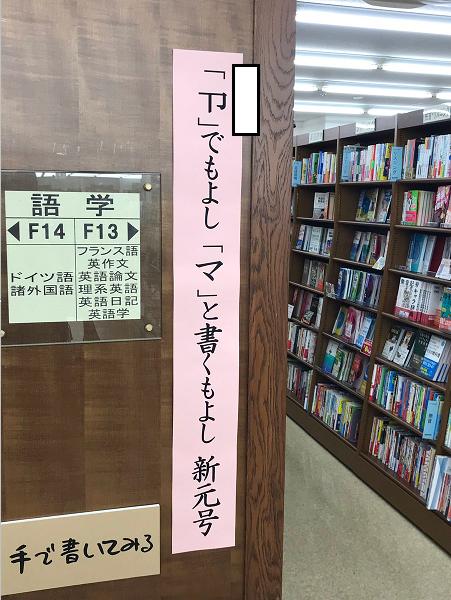 「卩」でもよし「マ」と書くもよし 新元号
語学
◀F14 F13▶
ドイツ語
諸外国語
フランス語
英作文
英語論文
理系英語
英語日記
英語学
手で書いてみる